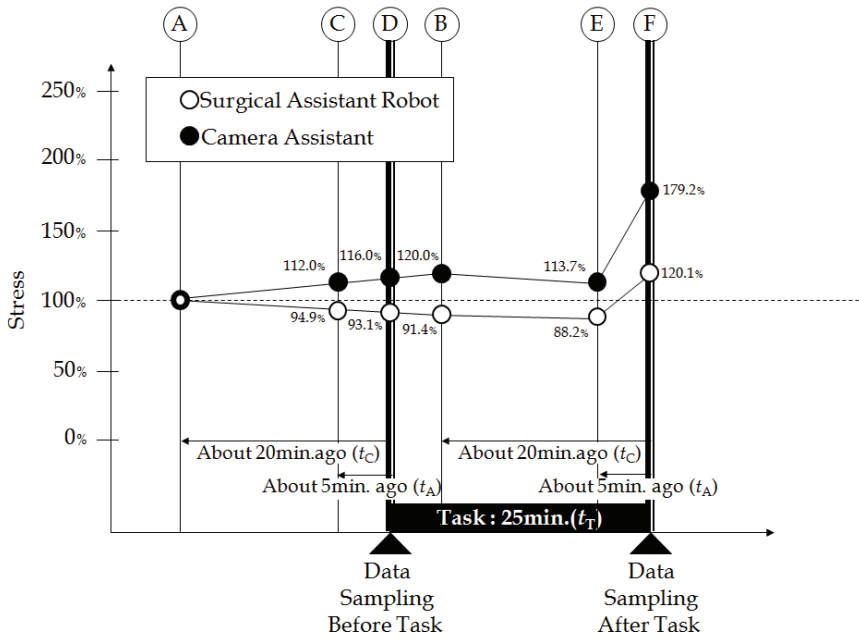 A C D B E F
250%
Surgical Assistant Robot
Camera Assistant
200%
150%
100%
50%
0%
Stress
112.0%
116.0%
120.0%
113.7%
179.2%
120.1%
94.9%
93.1%
91.4%
88.2%
About 20min.ago (tC)
About 20min.ago (tC)
About 5min. ago (tA)
About 5min. ago (tA)
Task : 25min.(tT)
Data
Sampling
Before Task
Data
Sampling
After Task